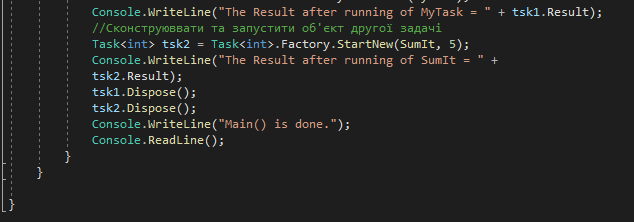 Console.WriteLine("The Result after running of MyTask = " + tsk1.Result);
//Сконструюввати та запустити об'єкт другої задачі
Task<int> tsk2 = Task<int>.Factory.StartNew(SumIt, 5);
Console.WriteLine("The Result after running of SumIt = " +
tsk2.Result);
tsk1.Dispose();
tsk2.Dispose();
Console.WriteLine("Main() is done.");
Console.ReadLine();
}
}
}